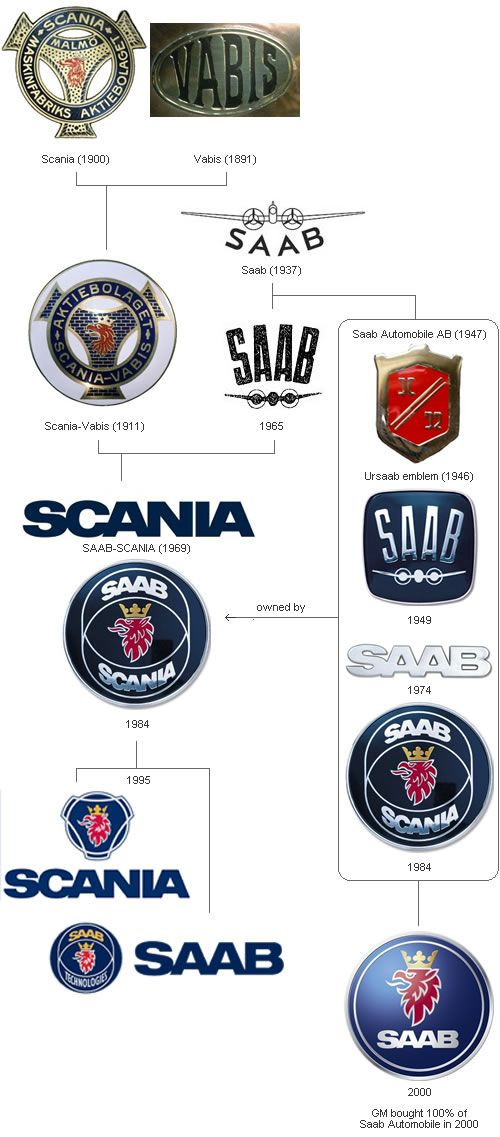 SCANIA
MALMÖ
MASKINFABRIKS AKTIEBOLAGET
VABIS
Scania (1900)
Vabis (1891)
SAAB
Saab (1937)
AKTIEBOLAGET
SCANIA-VABIS
Scania-Vabis (1911)
SAAB
1965
Saab Automobile AB (1947)
Ursaab emblem (1946)
SCANIA
SAAB-SCANIA (1969)
SAAB
1949
owned by
SAAB
SCANIA
1984
SAAB
1974
SAAB
SCANIA
1984
1995
SCANIA
SAAB
TECHNOLOGIES
SAAB
SAAB
2000
GM bought 100% of
Saab Automobile in 2000